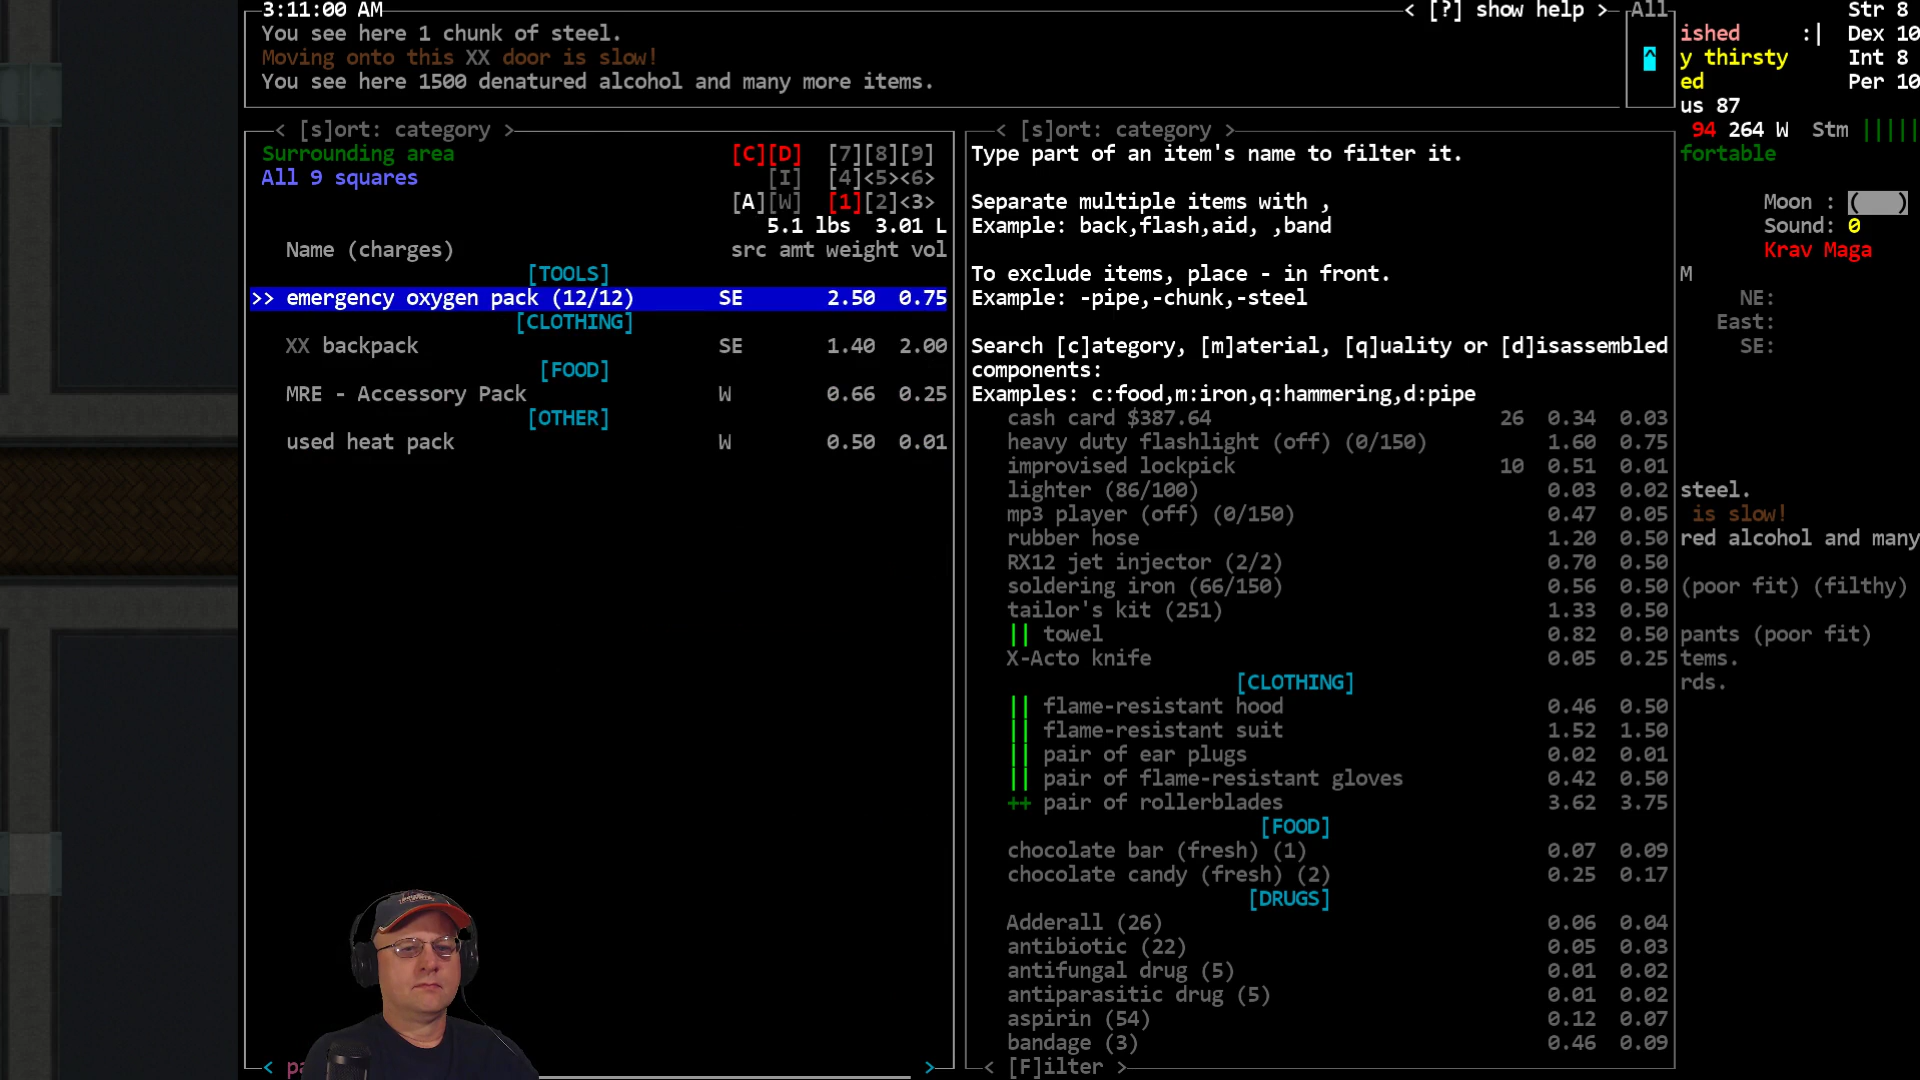 3:11:00 AM
< [?] show help >
All
You see here 1 chunk of steel.
Moving onto this XX door is slow!
You see here 1500 denatured alcohol and many more items.
^
Str 8
ished :| Dex 10
y thirsty Int 8
ed Per 10
us 87
94 264 W Stm |||||
fortable
Moon : ( )
Sound: 0
Krav Maga
M
NE:
East:
SE:
steel.
is slow!
red alcohol and many
(poor fit) (filthy)
pants (poor fit)
tems.
rds.
< [s]ort: category >
Surrounding area [C][D] [7][8][9]
All 9 squares [I] [4]<5><6>
[A][W] [1][2]<3>
5.1 lbs 3.01 L
Name (charges) src amt weight vol
[TOOLS]
>> emergency oxygen pack (12/12) SE 2.50 0.75
[CLOTHING]
XX backpack SE 1.40 2.00
[FOOD]
MRE - Accessory Pack W 0.66 0.25
[OTHER]
used heat pack W 0.50 0.01
< pa
>
< [s]ort: category >
Type part of an item's name to filter it.
Separate multiple items with ,
Example: back,flash,aid, ,band
To exclude items, place - in front.
Example: -pipe,-chunk,-steel
Search [c]ategory, [m]aterial, [q]uality or [d]isassembled
components:
Examples: c:food,m:iron,q:hammering,d:pipe
cash card $387.64 26 0.34 0.03
heavy duty flashlight (off) (0/150) 1.60 0.75
improvised lockpick 10 0.51 0.01
lighter (86/100) 0.03 0.02
mp3 player (off) (0/150) 0.47 0.05
rubber hose 1.20 0.50
RX12 jet injector (2/2) 0.70 0.50
soldering iron (66/150) 0.56 0.50
tailor's kit (251) 1.33 0.50
|| towel 0.82 0.50
X-Acto knife 0.05 0.25
[CLOTHING]
|| flame-resistant hood 0.46 0.50
|| flame-resistant suit 1.52 1.50
|| pair of ear plugs 0.02 0.01
|| pair of flame-resistant gloves 0.42 0.50
++ pair of rollerblades 3.62 3.75
[FOOD]
chocolate bar (fresh) (1) 0.07 0.09
chocolate candy (fresh) (2) 0.25 0.17
[DRUGS]
Adderall (26) 0.06 0.04
antibiotic (22) 0.05 0.03
antifungal drug (5) 0.01 0.02
antiparasitic drug (5) 0.01 0.02
aspirin (54) 0.12 0.07
bandage (3) 0.46 0.09
< [F]ilter >